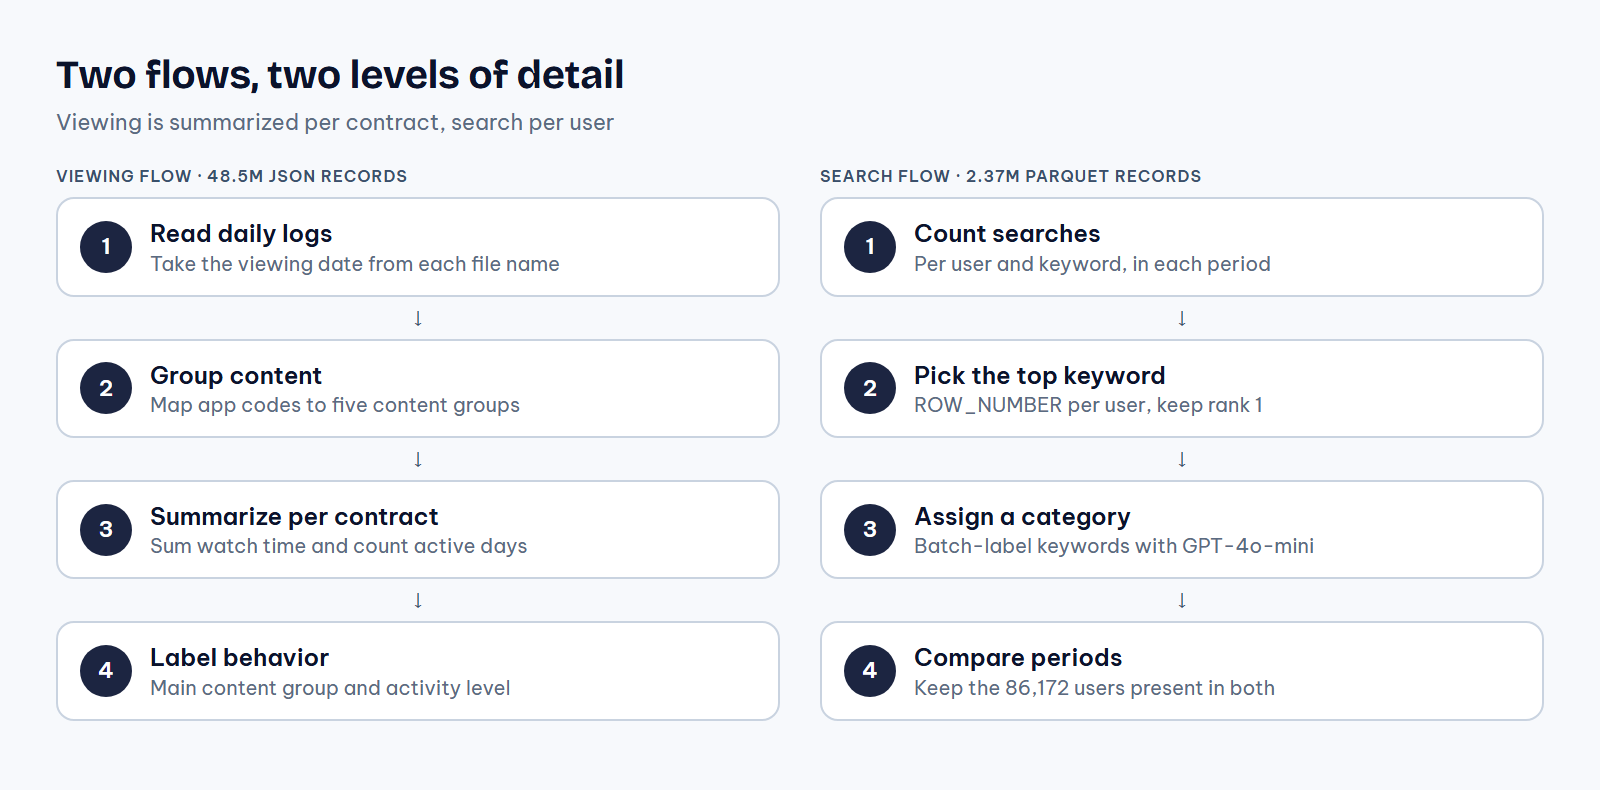 Two flows, two levels of detail
Viewing is summarized per contract, search per user
VIEWING FLOW · 48.5M JSON RECORDS
1
Read daily logs
Take the viewing date from each file name
↓
2
Group content
Map app codes to five content groups
↓
3
Summarize per contract
Sum watch time and count active days
↓
4
Label behavior
Main content group and activity level
SEARCH FLOW · 2.37M PARQUET RECORDS
1
Count searches
Per user and keyword, in each period
↓
2
Pick the top keyword
ROW_NUMBER per user, keep rank 1
↓
3
Assign a category
Batch-label keywords with GPT-4o-mini
↓
4
Compare periods
Keep the 86,172 users present in both